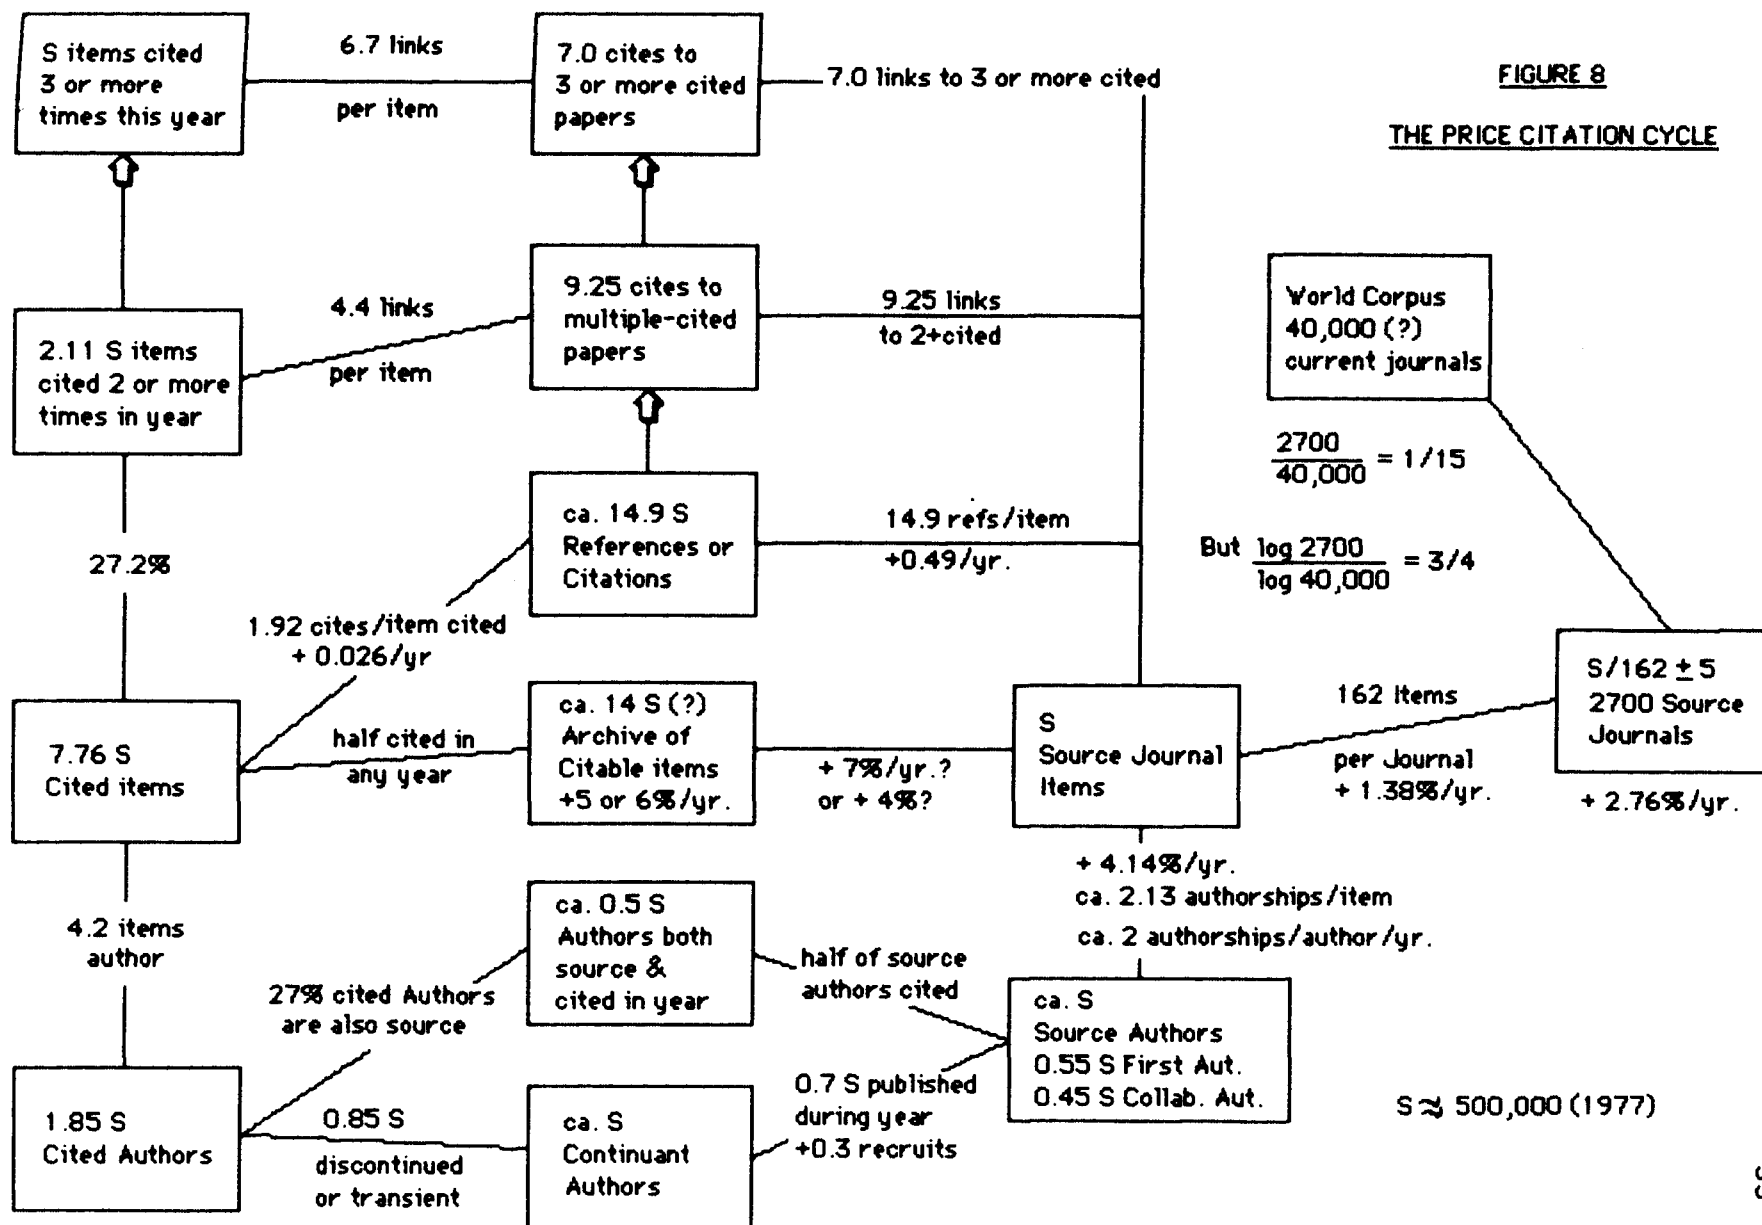 FIGURE 8
THE PRICE CITATION CYCLE
S items cited
3 or more
times this year
6.7 links
per item
7.0 cites to
3 or more cited
papers
7.0 links to 3 or more cited
2.11 S items
cited 2 or more
times in year
4.4 links
per item
9.25 cites to
multiple-cited
papers
9.25 links
to 2+cited
World Corpus
40,000 (?)
current journals
2700
40,000
= 1/15
But log 2700
log 40,000
= 3/4
27.2%
ca. 14.9 S
References or
Citations
14.9 refs/item
+0.49/yr.
1.92 cites/item cited
+ 0.026/yr
7.76 S
Cited items
half cited in
any year
ca. 14 S (?)
Archive of
Citable items
+5 or 6%/yr.
+ 7%/yr.?
or + 4%?
S
Source Journal
Items
162 Items
per Journal
+ 1.38%/yr.
S/162 ± 5
2700 Source
Journals
+ 2.76%/yr.
+ 4.14%/yr.
ca. 2.13 authorships/item
ca. 2 authorships/author/yr.
4.2 items
author
27% cited Authors
are also source
ca. 0.5 S
Authors both
source &
cited in year
half of source
authors cited
ca. S
Source Authors
0.55 S First Aut.
0.45 S Collab. Aut.
1.85 S
Cited Authors
0.85 S
discontinued
or transient
ca. S
Continuant
Authors
0.7 S published
during year
+0.3 recruits
S ≈ 500,000 (1977)